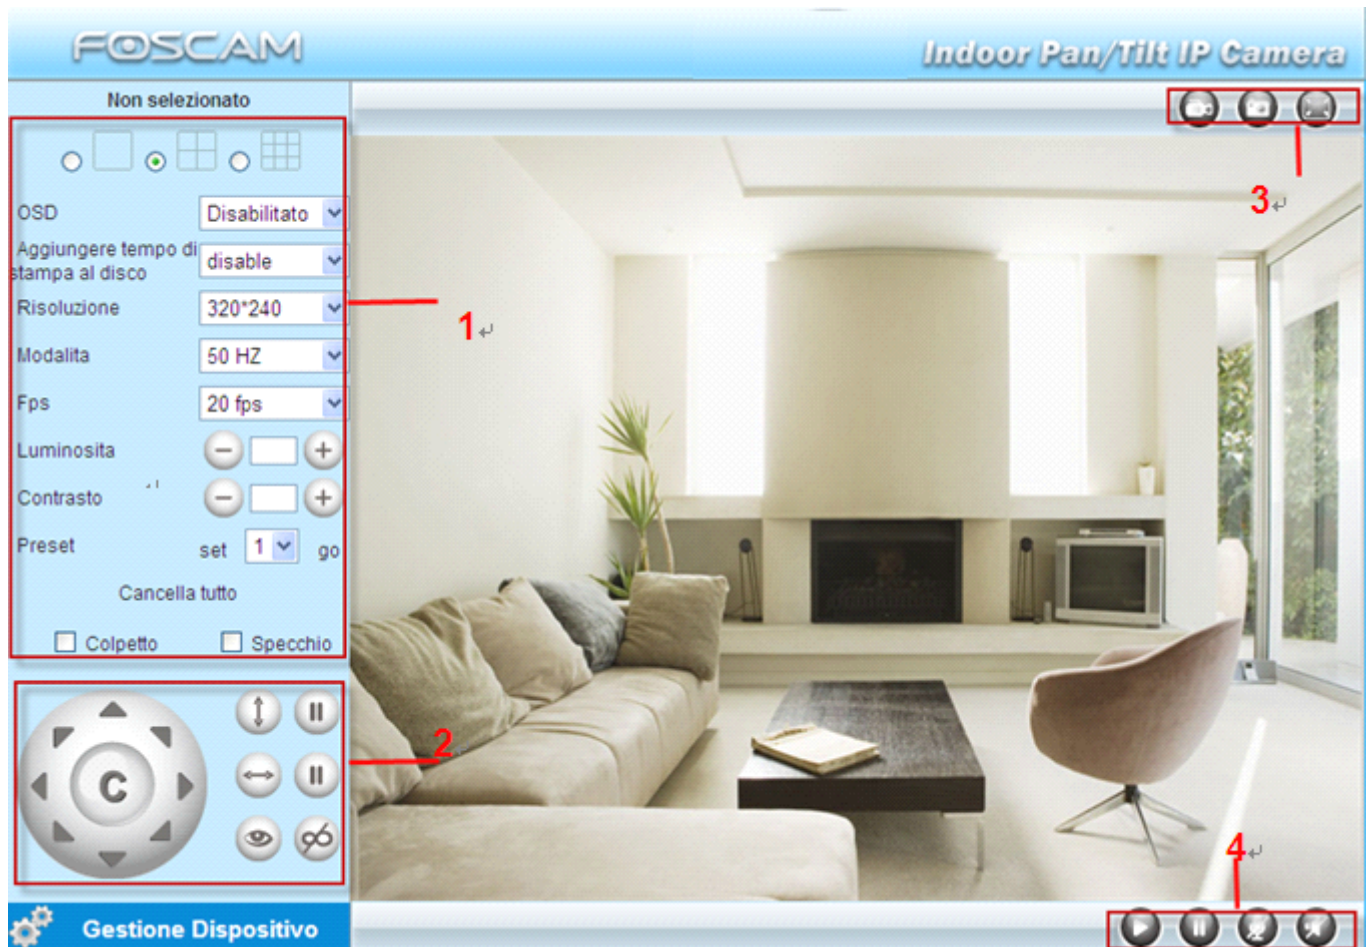 FOSCAM
Indoor Pan/Tilt IP Camera
Non selezionato
3
OSD
Disabilitato
Aggiungere tempo di
stampa al disco
disable
Risoluzione
320*240
1
Modalita
50 HZ
Fps
20 fps
Luminosita
Contrasto
Preset
set
1
go
Cancella tutto
Colpetto
Specchio
2
C
4
Gestione Dispositivo